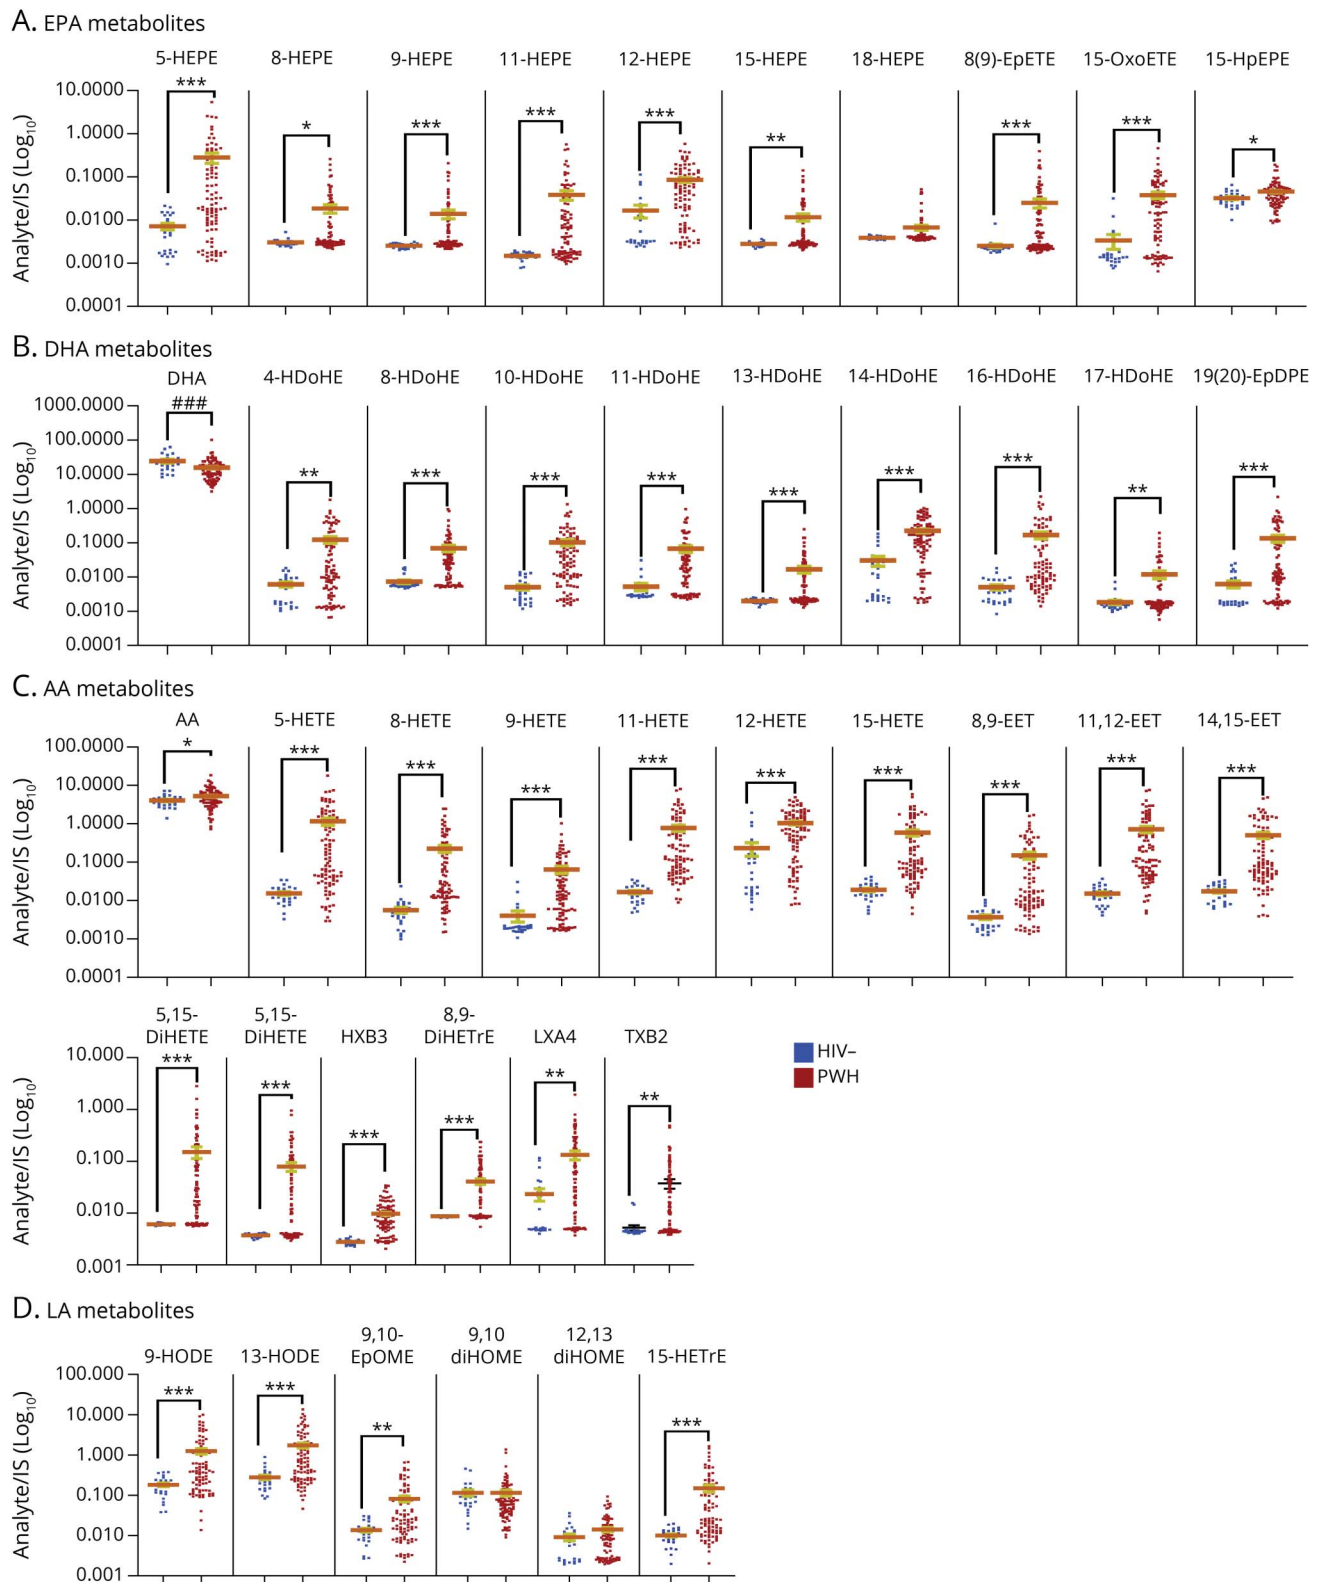 A. EPA metabolites
5-HEPE 8-HEPE 9-HEPE 11-HEPE 12-HEPE 15-HEPE 18-HEPE 8(9)-EpETE 15-OxoETE 15-HpEPE
*** * *** *** *** ** *** *** *
Analyte/IS (Log10)
10.0000
1.0000
0.1000
0.0100
0.0010
0.0001
B. DHA metabolites
DHA 4-HDoHE 8-HDoHE 10-HDoHE 11-HDoHE 13-HDoHE 14-HDoHE 16-HDoHE 17-HDoHE 19(20)-EpDPE
### ** *** *** *** *** *** *** ** ***
Analyte/IS (Log10)
1000.0000
100.0000
10.0000
1.0000
0.1000
0.0100
0.0010
0.0001
C. AA metabolites
AA 5-HETE 8-HETE 9-HETE 11-HETE 12-HETE 15-HETE 8,9-EET 11,12-EET 14,15-EET
* *** *** *** *** *** *** *** *** ***
Analyte/IS (Log10)
100.0000
10.0000
1.0000
0.1000
0.0100
0.0010
0.0001
5,15-
DiHETE
5,15-
DiHETE
HXB3
8,9-
DiHETrE
LXA4
TXB2
*** *** *** *** ** **
Analyte/IS (Log10)
10.000
1.000
0.100
0.010
0.001
HIV–
PWH
D. LA metabolites
9-HODE
13-HODE
9,10-
EpOME
9,10
diHOME
12,13
diHOME
15-HETrE
*** *** ** ***
Analyte/IS (Log10)
100.000
10.000
1.000
0.100
0.010
0.001